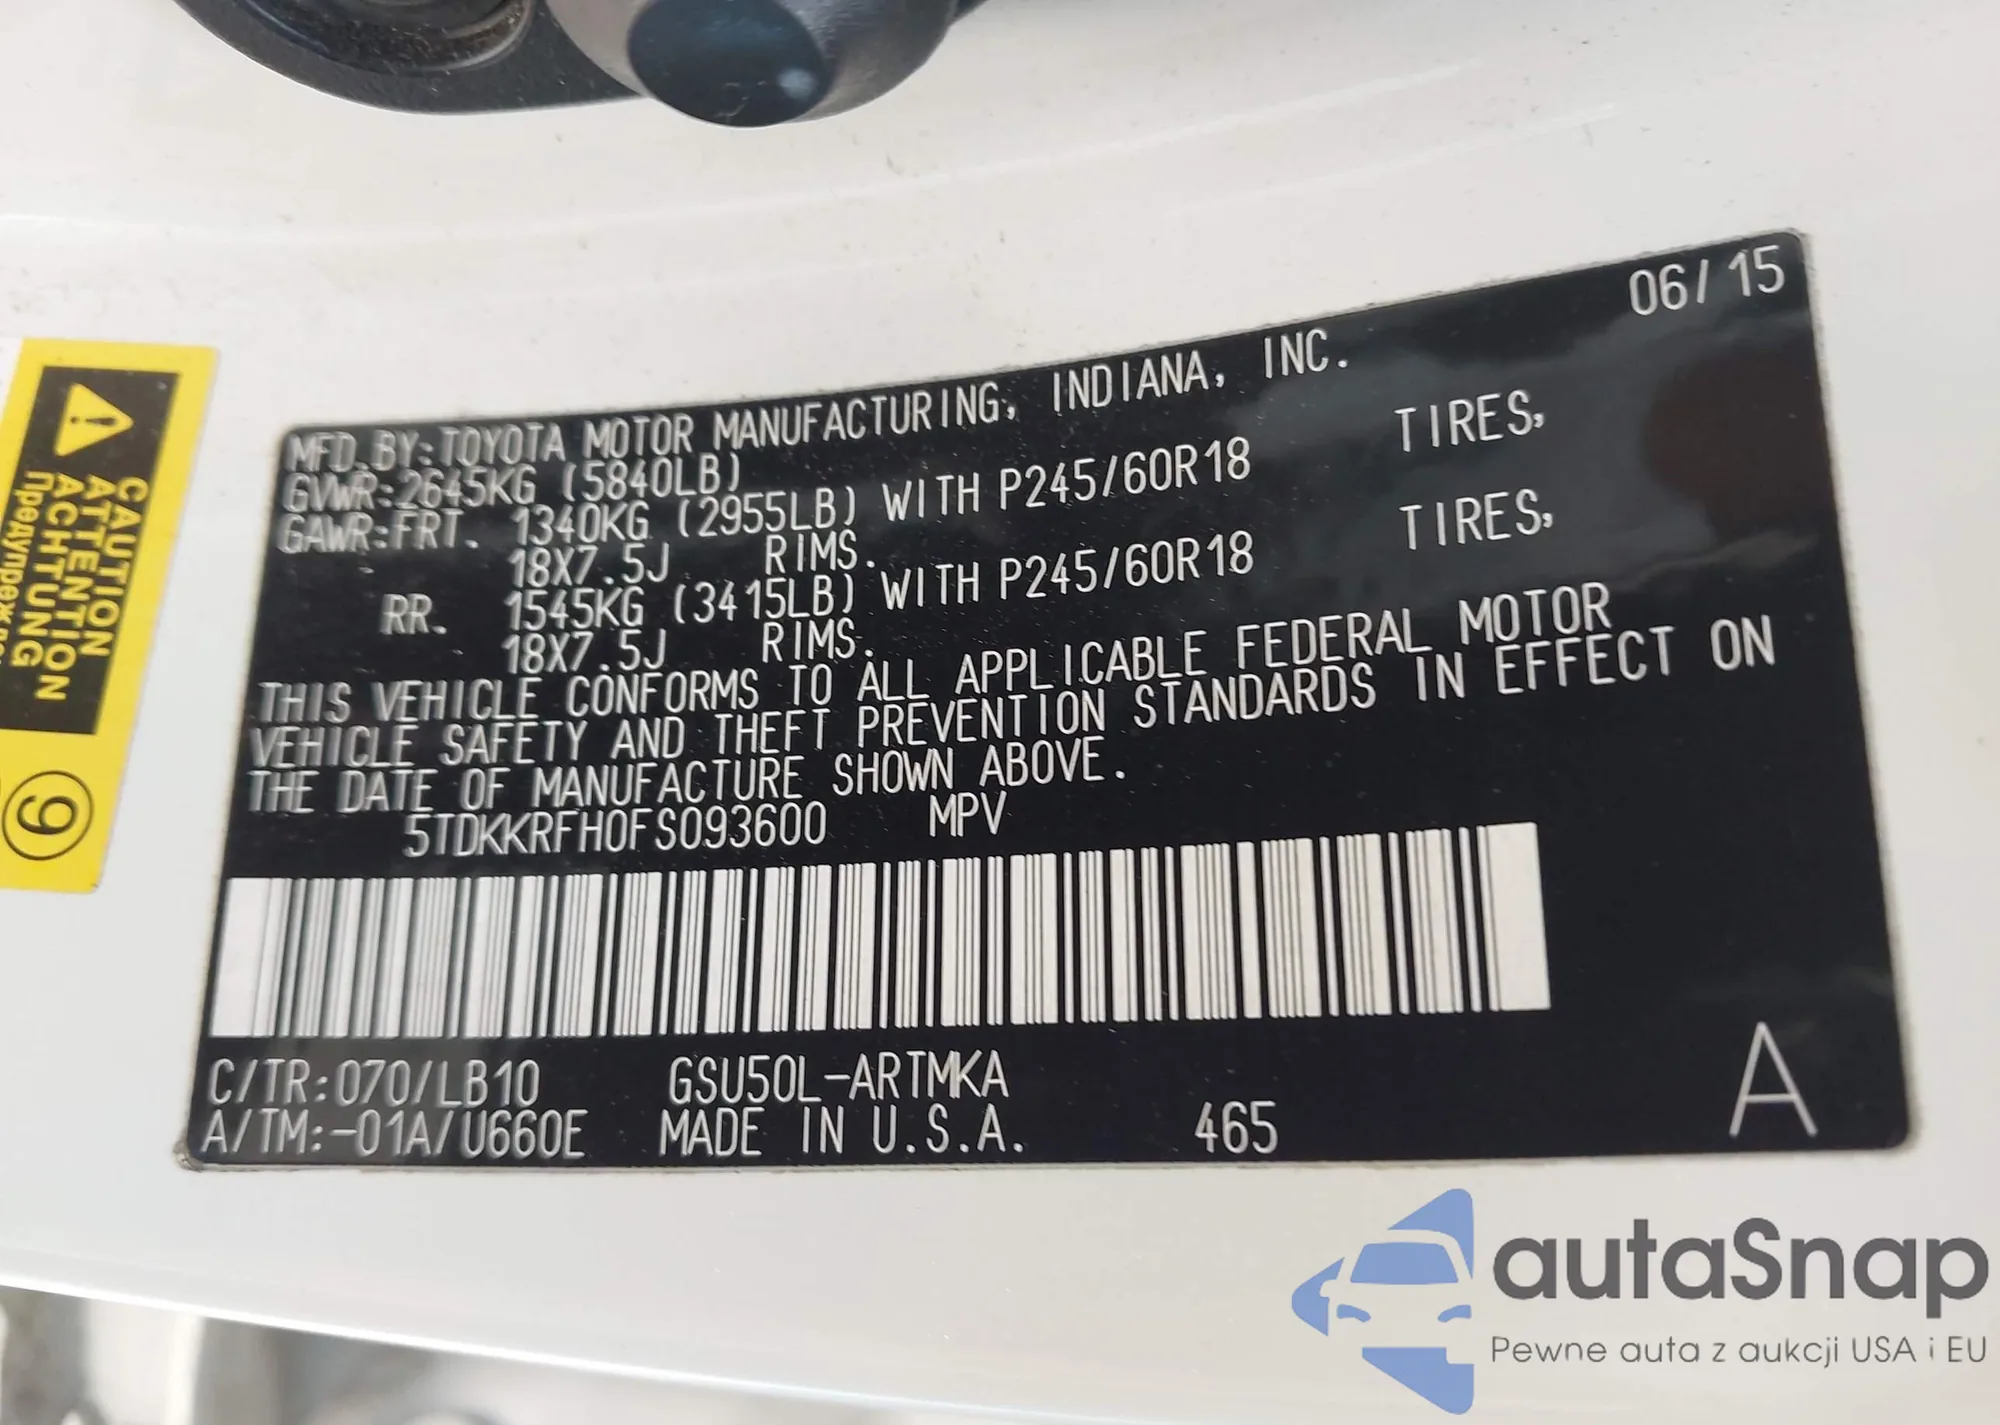 06/15
MFD.BY:TOYOTA MOTOR MANUFACTURING, INDIANA, INC.
GVWR:2645KG (5840LB)
GAWR:FRT. 1340KG (2955LB) WITH P245/60R18 TIRES,
18X7.5J RIMS.
RR. 1545KG (3415LB) WITH P245/60R18 TIRES,
18X7.5J RIMS.
THIS VEHICLE CONFORMS TO ALL APPLICABLE FEDERAL MOTOR
VEHICLE SAFETY AND THEFT PREVENTION STANDARDS IN EFFECT ON
THE DATE OF MANUFACTURE SHOWN ABOVE.
5TDKKRFH0FS093600 MPV
C/TR:070/LB10 GSU50L-ARTMKA
A/TM:-01A/U660E MADE IN U.S.A. 465 A
CAUTION
ATTENTION
ACHTUNG
9
autaSnap
Pewne auta z aukcji USA i EU